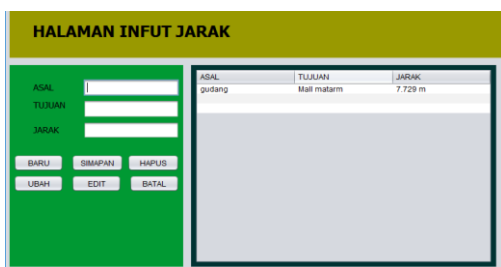 HALAMAN INFUT JARAK
ASAL
TUJUAN
JARAK
BARU SIMAPAN HAPUS
UBAH EDIT BATAL
ASAL TUJUAN JARAK
gudang Mall matarm 7.729 m